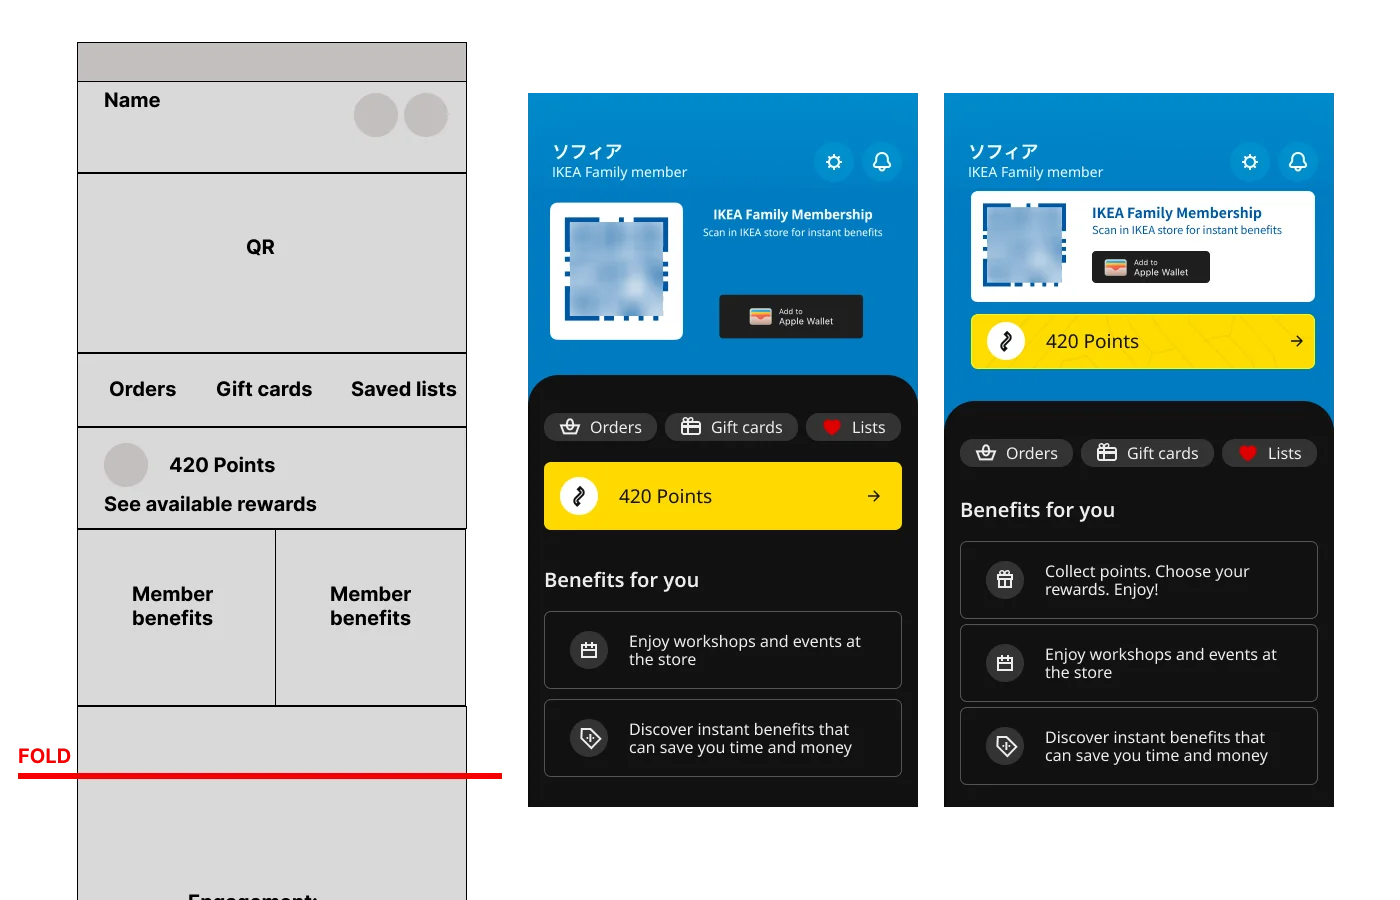 Name
QR
Orders Gift cards Saved lists
420 Points
See available rewards
Member
benefits
Member
benefits
FOLD
Engagement:
ソフィア
IKEA Family member
IKEA Family Membership
Scan in IKEA store for instant benefits
Add to
Apple Wallet
Orders Gift cards Lists
420 Points
Benefits for you
Enjoy workshops and events at
the store
Discover instant benefits that
can save you time and money
ソフィア
IKEA Family member
IKEA Family Membership
Scan in IKEA store for instant benefits
Add to
Apple Wallet
420 Points
Orders Gift cards Lists
Benefits for you
Collect points. Choose your
rewards. Enjoy!
Enjoy workshops and events at
the store
Discover instant benefits that
can save you time and money